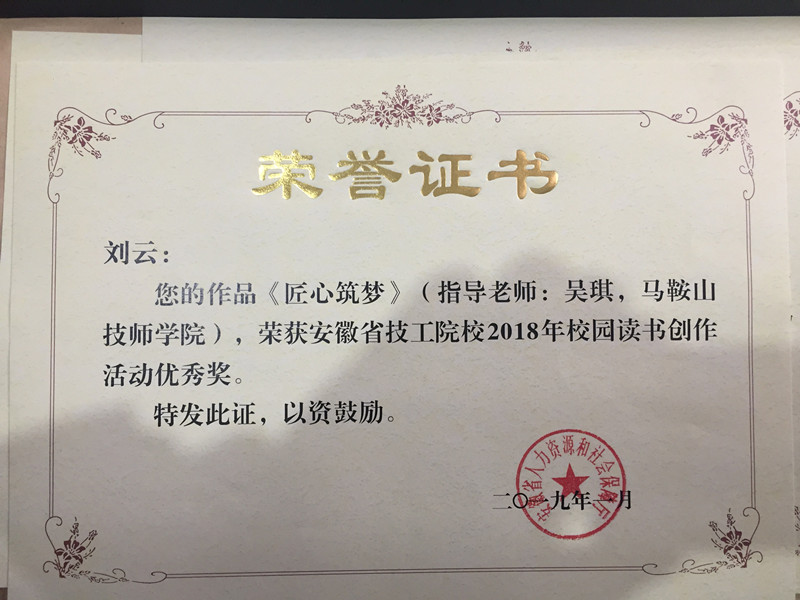 荣誉证书
刘云：
您的作品《匠心筑梦》（指导老师：吴琪，马鞍山
技师学院），荣获安徽省技工院校2018年校园读书创作
活动优秀奖。
特发此证，以资鼓励。
安徽省人力资源和社会保障厅
二〇一九年一月